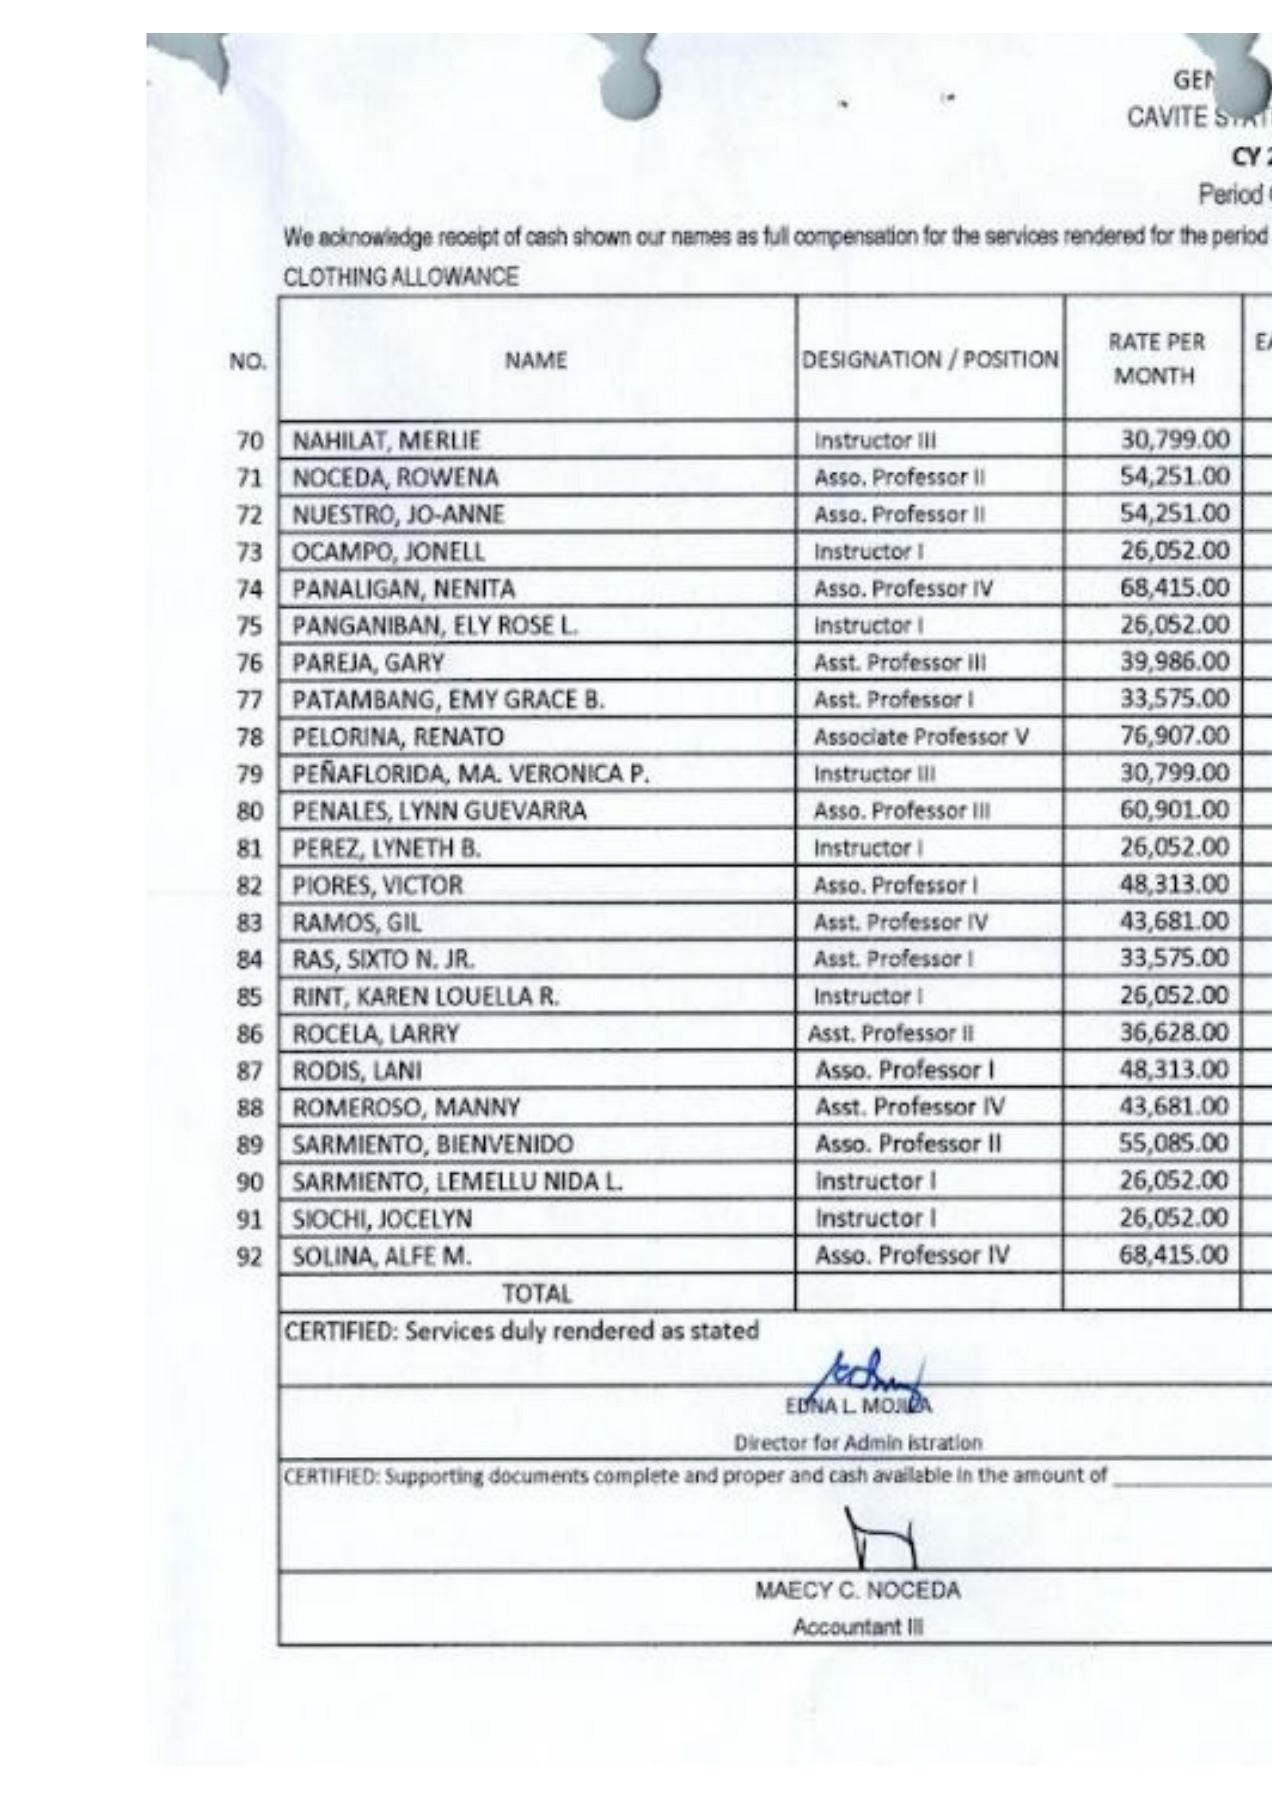 GEN
CAVITE STAT
CY 2
Period
We acknowledge receipt of cash shown our names as full compensation for the services rendered for the period
CLOTHING ALLOWANCE
NO. NAME DESIGNATION / POSITION RATE PER MONTH EA
70 NAHILAT, MERLIE Instructor III 30,799.00
71 NOCEDA, ROWENA Asso. Professor II 54,251.00
72 NUESTRO, JO-ANNE Asso. Professor II 54,251.00
73 OCAMPO, JONELL Instructor I 26,052.00
74 PANALIGAN, NENITA Asso. Professor IV 68,415.00
75 PANGANIBAN, ELY ROSE L. Instructor I 26,052.00
76 PAREJA, GARY Asst. Professor III 39,986.00
77 PATAMBANG, EMY GRACE B. Asst. Professor I 33,575.00
78 PELORINA, RENATO Associate Professor V 76,907.00
79 PEÑAFLORIDA, MA. VERONICA P. Instructor III 30,799.00
80 PENALES, LYNN GUEVARRA Asso. Professor III 60,901.00
81 PEREZ, LYNETH B. Instructor I 26,052.00
82 PIORES, VICTOR Asso. Professor I 48,313.00
83 RAMOS, GIL Asst. Professor IV 43,681.00
84 RAS, SIXTO N. JR. Asst. Professor I 33,575.00
85 RINT, KAREN LOUELLA R. Instructor I 26,052.00
86 ROCELA, LARRY Asst. Professor II 36,628.00
87 RODIS, LANI Asso. Professor I 48,313.00
88 ROMEROSO, MANNY Asst. Professor IV 43,681.00
89 SARMIENTO, BIENVENIDO Asso. Professor II 55,085.00
90 SARMIENTO, LEMELLU NIDA L. Instructor I 26,052.00
91 SIOCHI, JOCELYN Instructor I 26,052.00
92 SOLINA, ALFE M. Asso. Professor IV 68,415.00
TOTAL
CERTIFIED: Services duly rendered as stated
EDNA L. MOJICA
Director for Admin istration
CERTIFIED: Supporting documents complete and proper and cash available in the amount of
MAECY C. NOCEDA
Accountant III